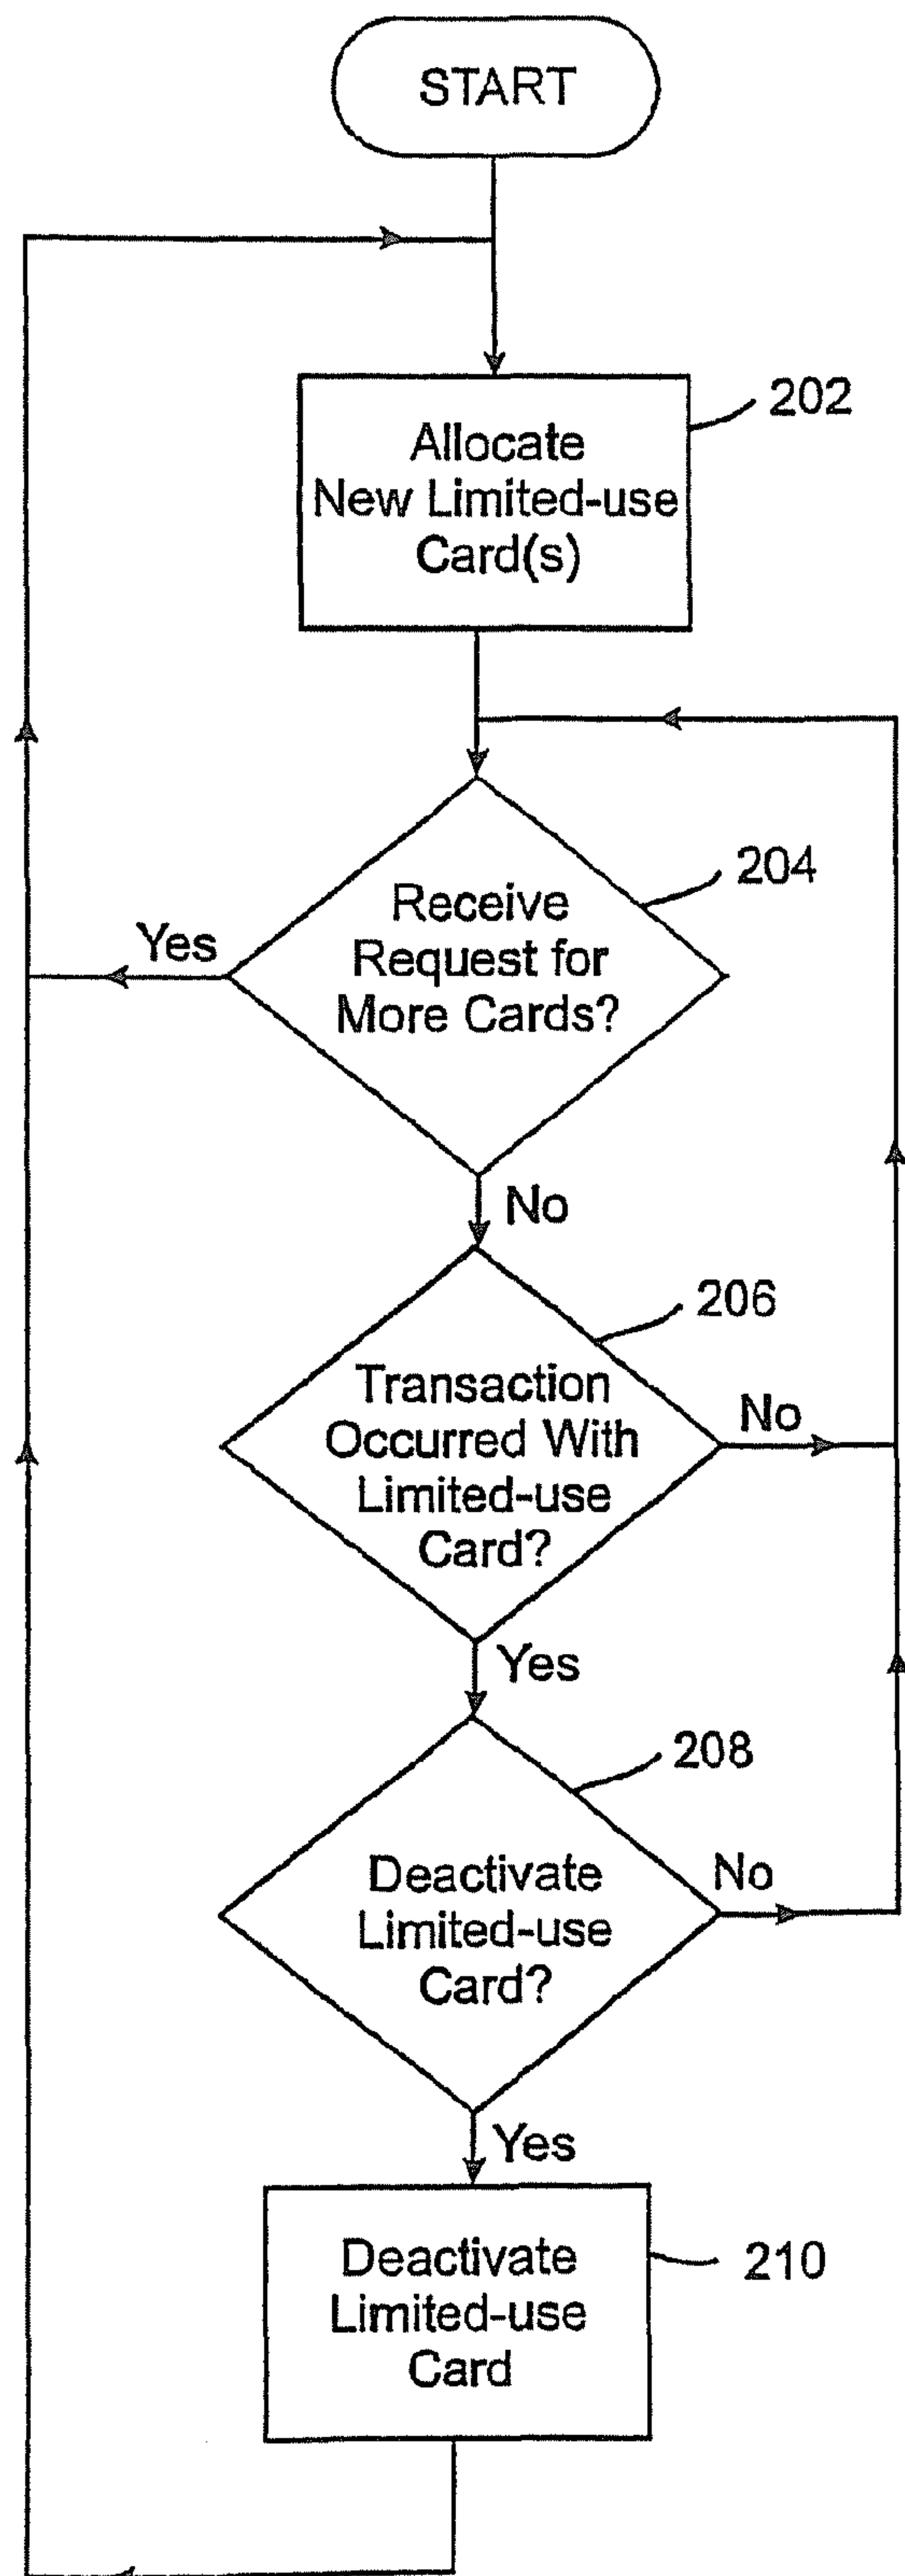 START
202
Allocate
New Limited-use
Card(s)
204
Receive
Request for
More Cards?
Yes
No
206
Transaction
Occurred With
Limited-use
Card?
No
Yes
208
Deactivate
Limited-use
Card?
No
Yes
210
Deactivate
Limited-use
Card